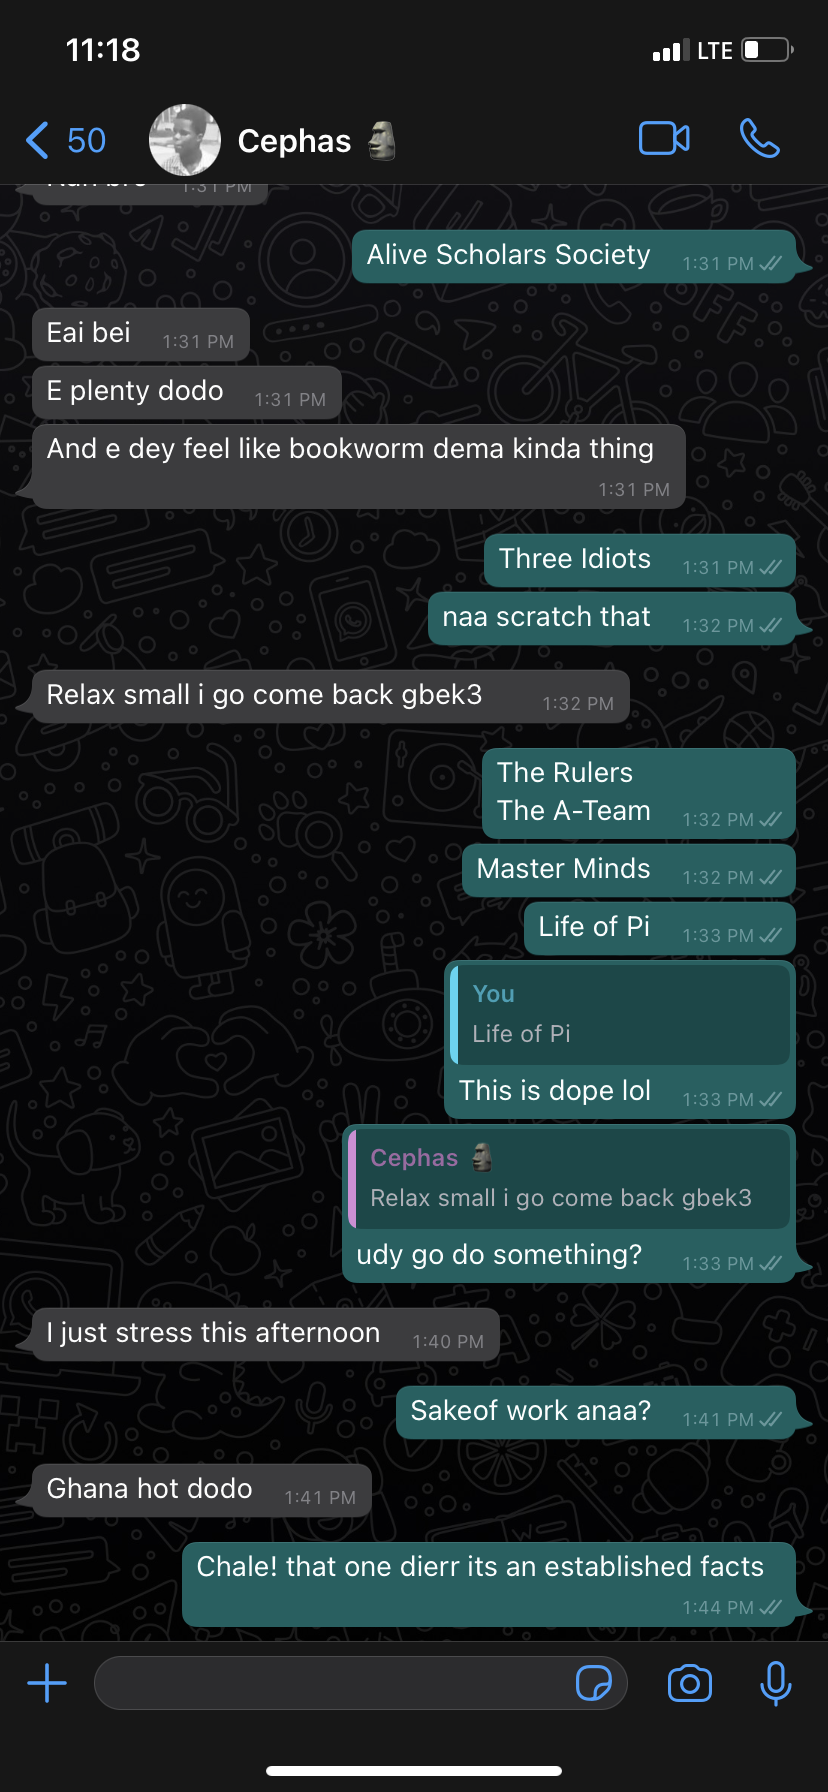 11:18
LTE
50
Cephas 🗿
1:31 PM
Alive Scholars Society 1:31 PM
Eai bei 1:31 PM
E plenty dodo 1:31 PM
And e dey feel like bookworm dema kinda thing
1:31 PM
Three Idiots 1:31 PM
naa scratch that 1:32 PM
Relax small i go come back gbek3 1:32 PM
The Rulers
The A-Team 1:32 PM
Master Minds 1:32 PM
Life of Pi 1:33 PM
You
Life of Pi
This is dope lol 1:33 PM
Cephas 🗿
Relax small i go come back gbek3
udy go do something? 1:33 PM
I just stress this afternoon 1:40 PM
Sakeof work anaa? 1:41 PM
Ghana hot dodo 1:41 PM
Chale! that one dierr its an established facts
1:44 PM